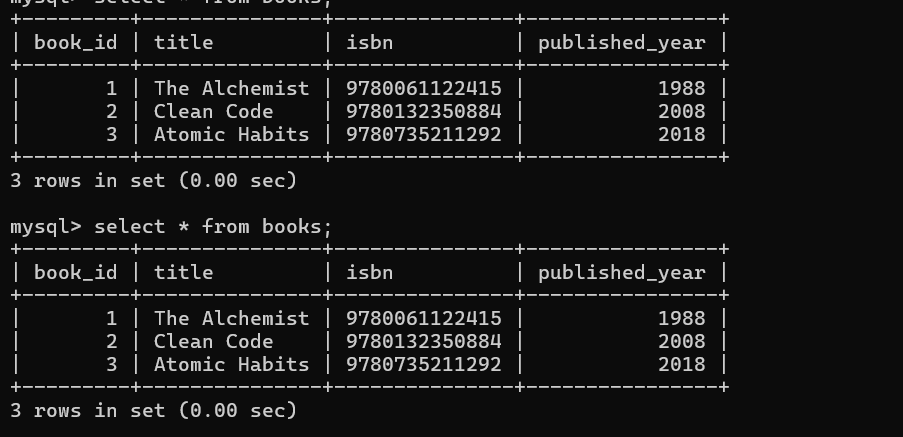 mysql> select * from books;
+---------+---------------+---------------+----------------+
| book_id | title         | isbn          | published_year |
+---------+---------------+---------------+----------------+
|       1 | The Alchemist | 9780061122415 |           1988 |
|       2 | Clean Code    | 9780132350884 |           2008 |
|       3 | Atomic Habits | 9780735211292 |           2018 |
+---------+---------------+---------------+----------------+
3 rows in set (0.00 sec)
mysql> select * from books;
+---------+---------------+---------------+----------------+
| book_id | title         | isbn          | published_year |
+---------+---------------+---------------+----------------+
|       1 | The Alchemist | 9780061122415 |           1988 |
|       2 | Clean Code    | 9780132350884 |           2008 |
|       3 | Atomic Habits | 9780735211292 |           2018 |
+---------+---------------+---------------+----------------+
3 rows in set (0.00 sec)